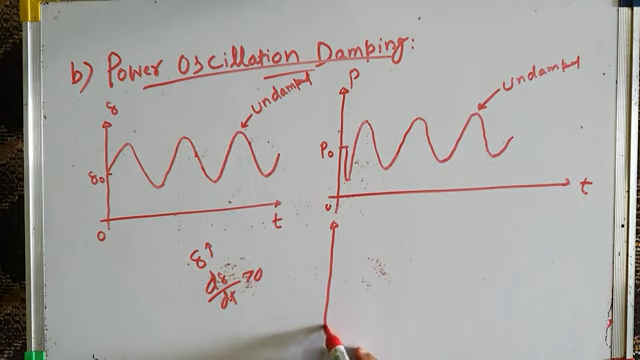 b) Power Oscillation Damping:
δ
undamped
δ₀
0
t
P
undamped
P₀
0
t
δ↑
dδ/dt >0